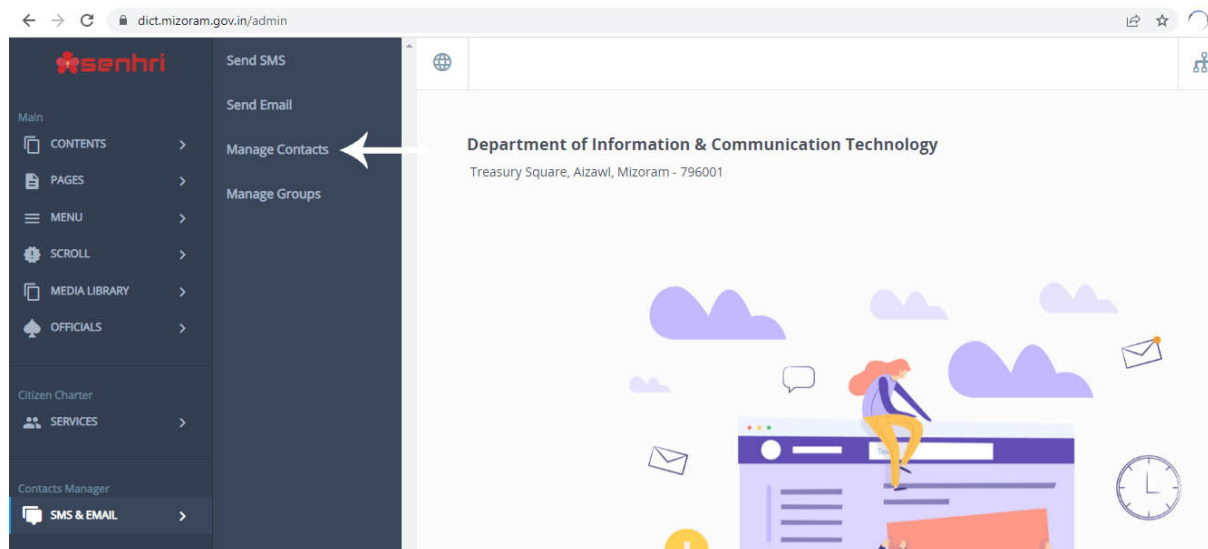 dict.mizoram.gov.in/admin
senhri
Main
CONTENTS
PAGES
MENU
SCROLL
MEDIA LIBRARY
OFFICIALS
Citizen Charter
SERVICES
Contacts Manager
SMS & EMAIL
Send SMS
Send Email
Manage Contacts
Manage Groups
Department of Information & Communication Technology
Treasury Square, Aizawl, Mizoram - 796001